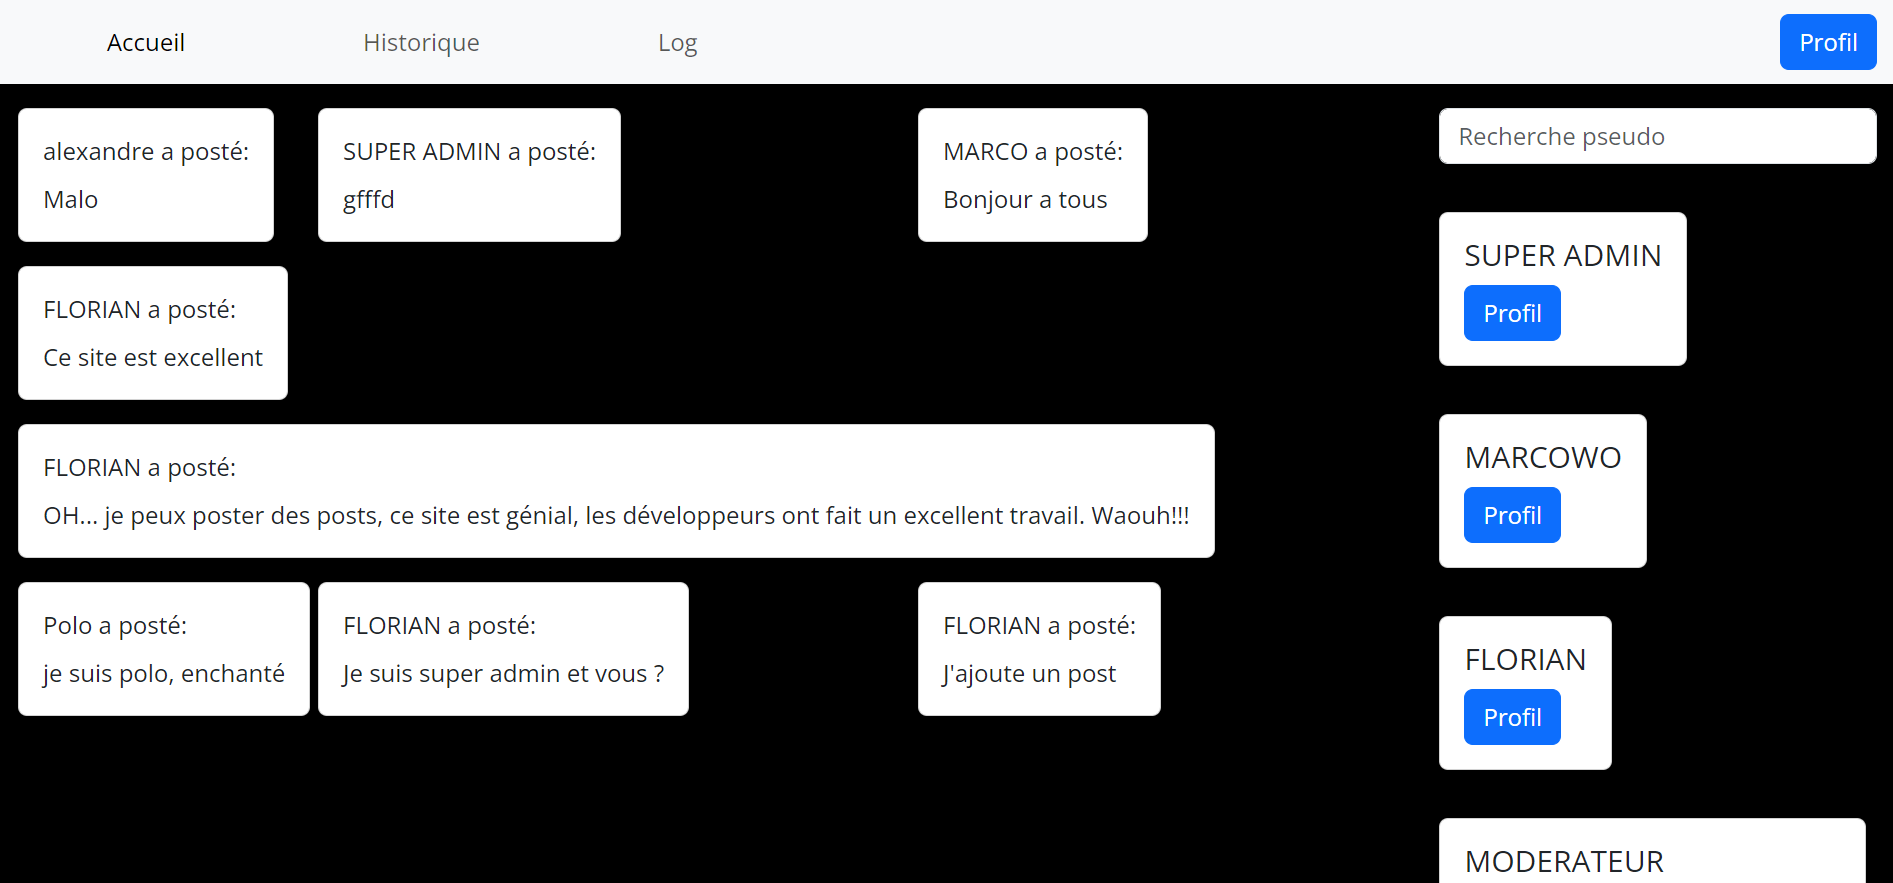 Accueil
Historique
Log
Profil
alexandre a posté:
Malo
SUPER ADMIN a posté:
gfffd
MARCO a posté:
Bonjour a tous
FLORIAN a posté:
Ce site est excellent
FLORIAN a posté:
OH... je peux poster des posts, ce site est génial, les développeurs ont fait un excellent travail. Waouh!!!
Polo a posté:
je suis polo, enchanté
FLORIAN a posté:
Je suis super admin et vous ?
FLORIAN a posté:
J'ajoute un post
Recherche pseudo
SUPER ADMIN
Profil
MARCOWO
Profil
FLORIAN
Profil
MODERATEUR